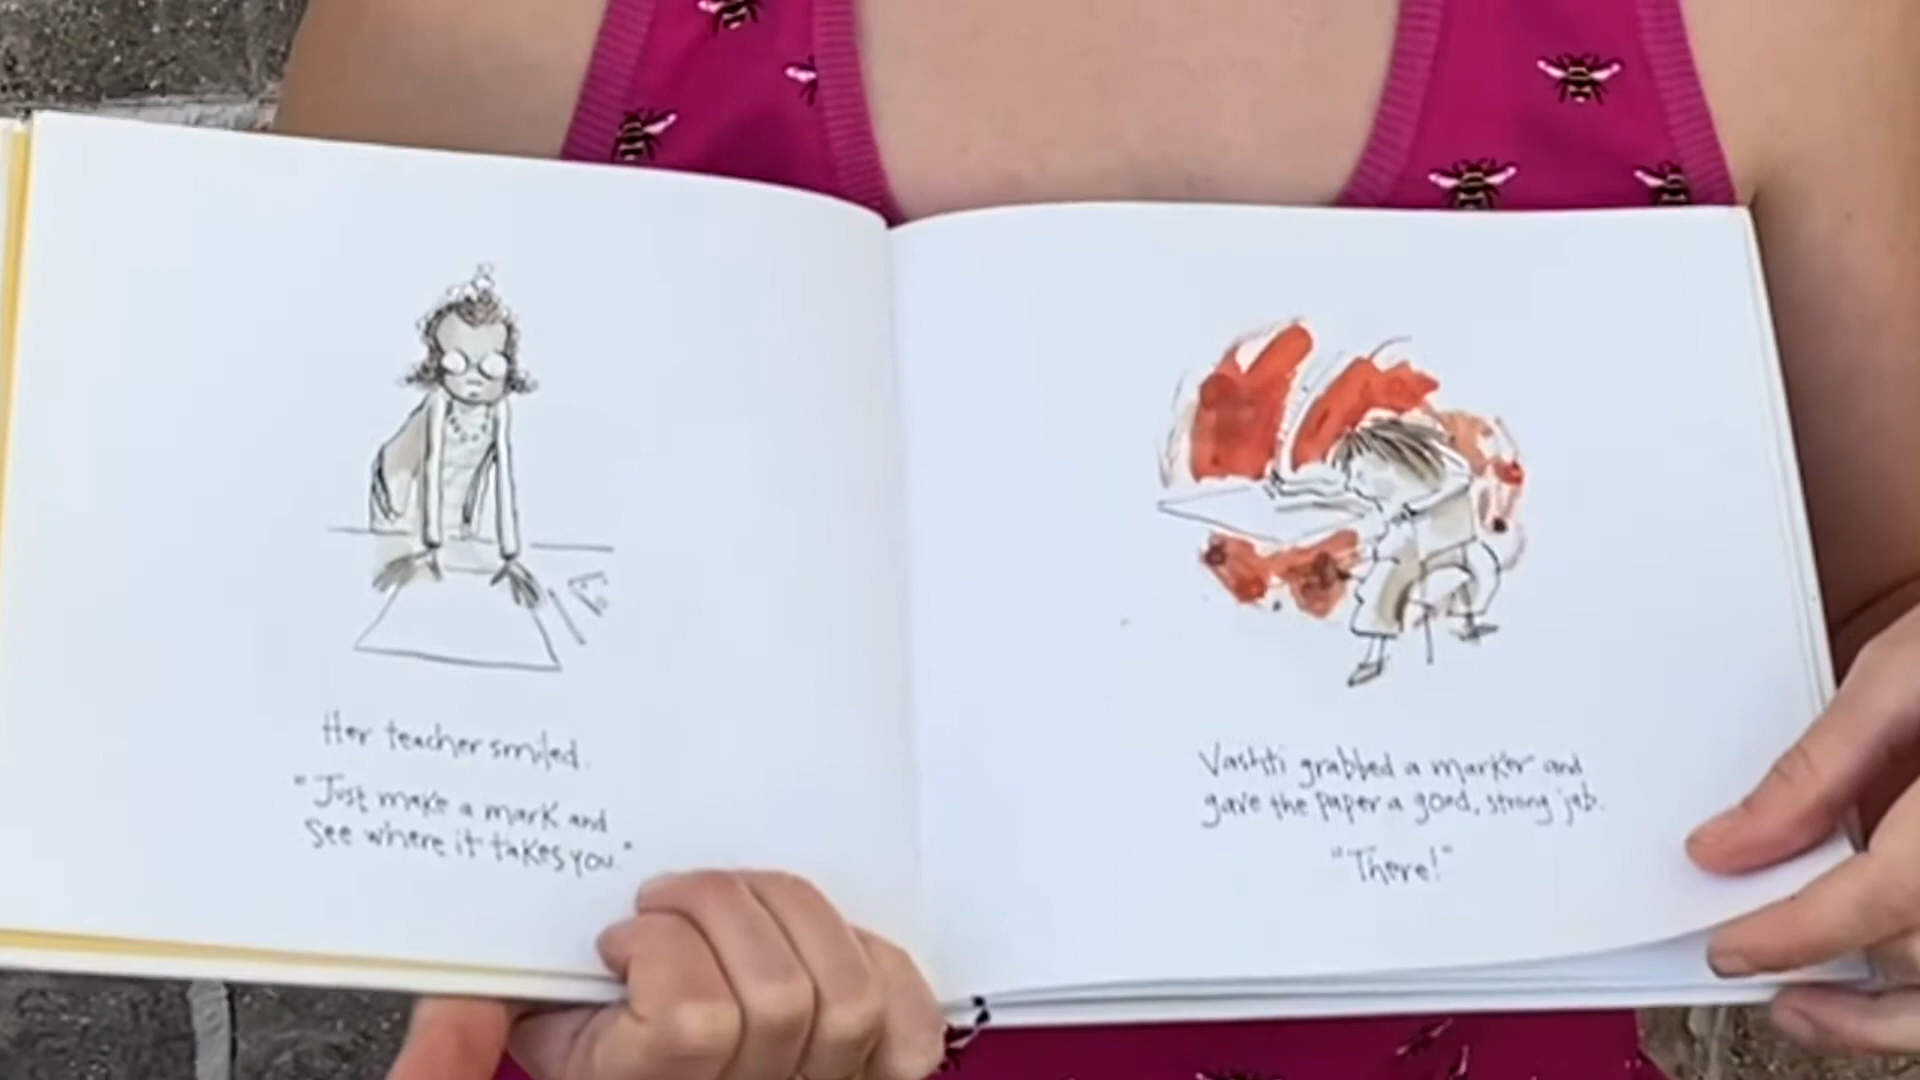 Her teacher smiled.
"Just make a mark and
see where it takes you."
Vashti grabbed a marker and
gave the paper a good, strong jab.
"There!"